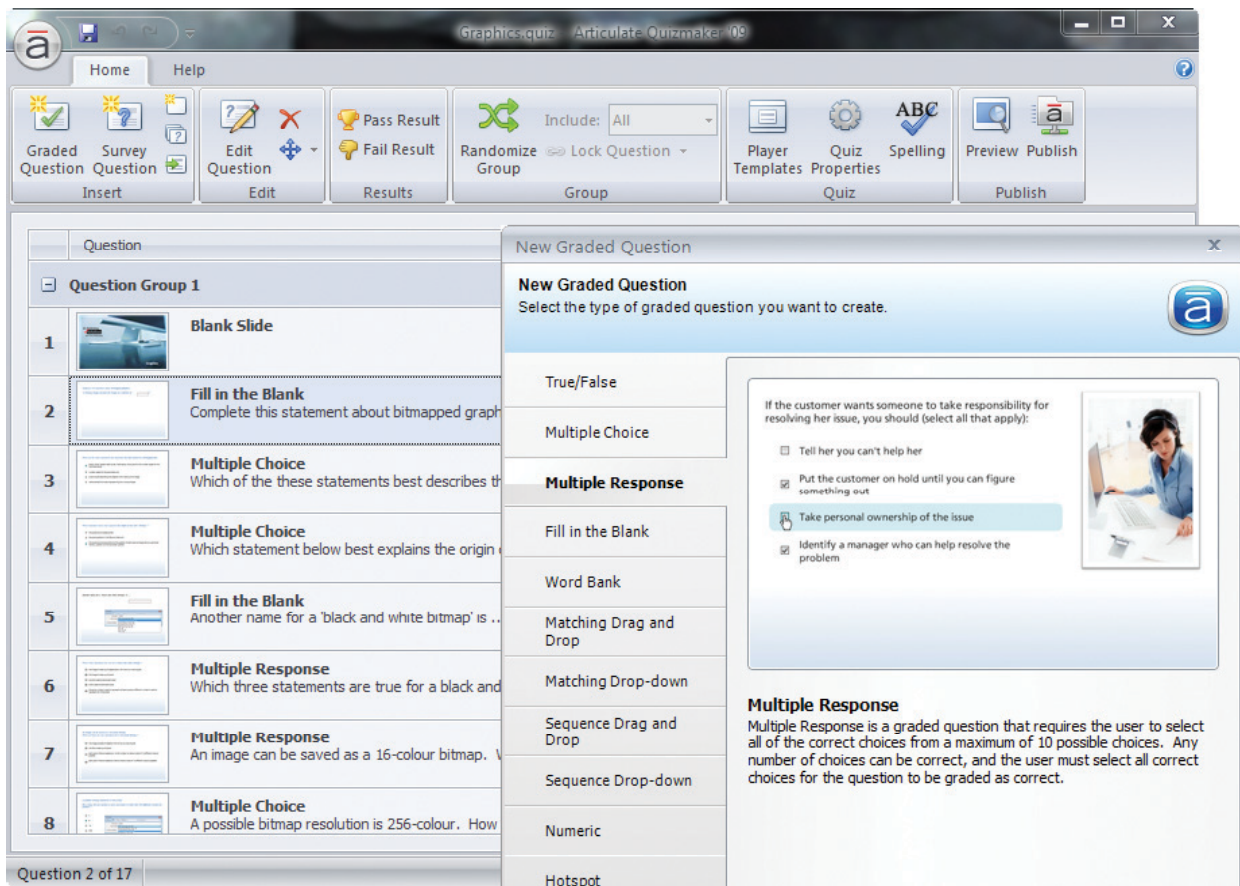 Graphics.quiz - Articulate Quizmaker '09
Home Help
Graded Question
Survey Question
Insert
Edit Question
Edit
Pass Result
Fail Result
Results
Randomize Group
Include: All
Lock Question
Group
Player Templates
Quiz Properties
ABC
Spelling
Quiz
Preview
Publish
Publish
Question
Question Group 1
1
Blank Slide
2
Fill in the Blank
Complete this statement about bitmapped graph
3
Multiple Choice
Which of the these statements best describes th
4
Multiple Choice
Which statement below best explains the origin
5
Fill in the Blank
Another name for a 'black and white bitmap' is ..
6
Multiple Response
Which three statements are true for a black and
7
Multiple Response
An image can be saved as a 16-colour bitmap.
8
Multiple Choice
A possible bitmap resolution is 256-colour. How
Question 2 of 17
New Graded Question
New Graded Question
Select the type of graded question you want to create.
True/False
Multiple Choice
Multiple Response
Fill in the Blank
Word Bank
Matching Drag and
Drop
Matching Drop-down
Sequence Drag and
Drop
Sequence Drop-down
Numeric
Hotspot
If the customer wants someone to take responsibility for
resolving her issue, you should (select all that apply):
Tell her you can't help her
Put the customer on hold until you can figure
something out
Take personal ownership of the issue
Identify a manager who can help resolve the
problem
Multiple Response
Multiple Response is a graded question that requires the user to select
all of the correct choices from a maximum of 10 possible choices. Any
number of choices can be correct, and the user must select all correct
choices for the question to be graded as correct.